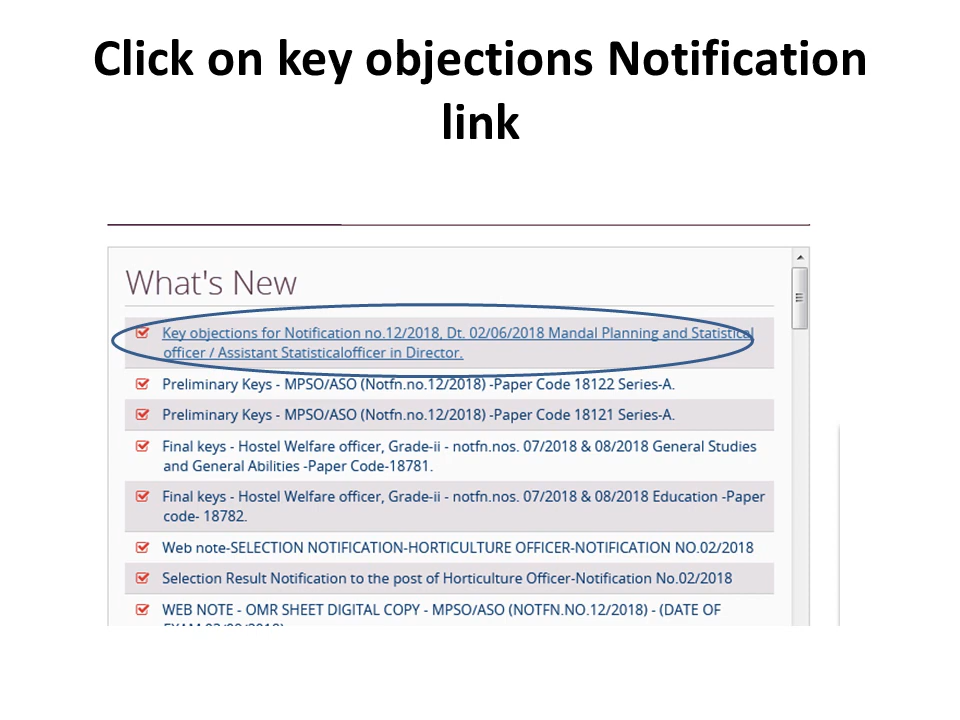 Click on key objections Notification
link
What's New
Key objections for Notification no.12/2018, Dt. 02/06/2018 Mandal Planning and Statistical
officer / Assistant Statisticalofficer in Director.
Preliminary Keys - MPSO/ASO (Notfn.no.12/2018) -Paper Code 18122 Series-A.
Preliminary Keys - MPSO/ASO (Notfn.no.12/2018) -Paper Code 18121 Series-A.
Final keys - Hostel Welfare officer, Grade-ii - notfn.nos. 07/2018 & 08/2018 General Studies
and General Abilities -Paper Code-18781.
Final keys - Hostel Welfare officer, Grade-ii - notfn.nos. 07/2018 & 08/2018 Education -Paper
code- 18782.
Web note-SELECTION NOTIFICATION-HORTICULTURE OFFICER-NOTIFICATION NO.02/2018
Selection Result Notification to the post of Horticulture Officer-Notification No.02/2018
WEB NOTE - OMR SHEET DIGITAL COPY - MPSO/ASO (NOTFN.NO.12/2018) - (DATE OF